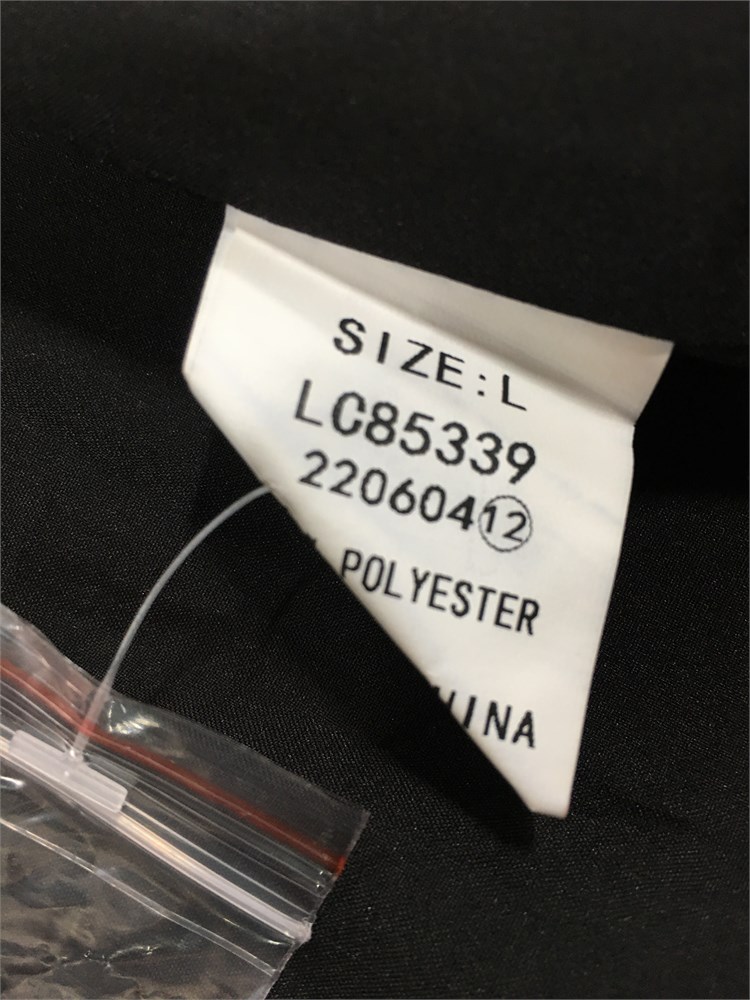 SIZE:L
LC85339
22060412
POLYESTER